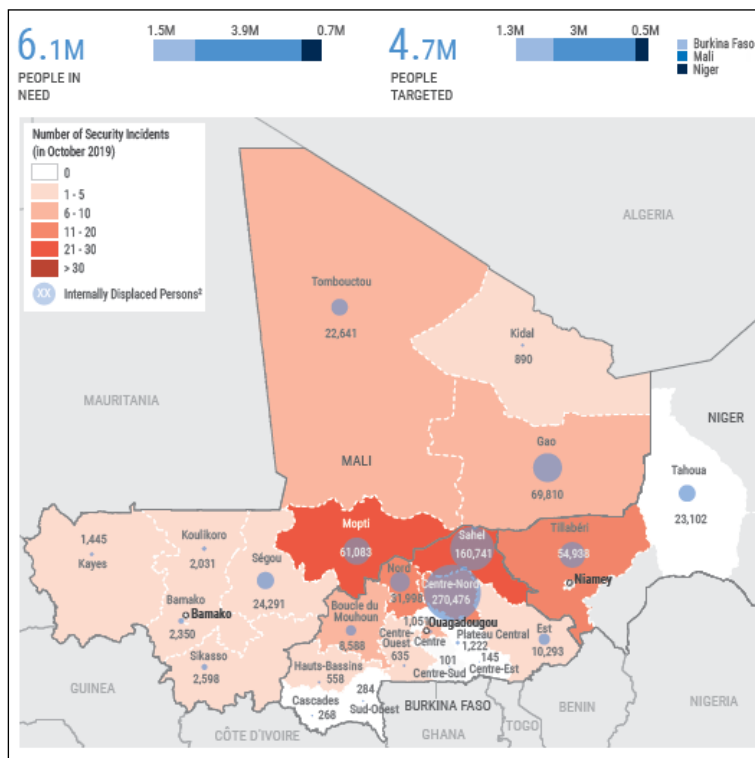 6.1M
PEOPLE IN
NEED
1.5M 3.9M 0.7M
4.7M
PEOPLE
TARGETED
1.3M 3M 0.5M
Burkina Faso
Mali
Niger
Number of Security Incidents
(in October 2019)
0
1 - 5
6 - 10
11 - 20
21 - 30
> 30
XX Internally Displaced Persons²
ALGERIA
Tombouctou
22,641
Kidal
890
MAURITANIA
NIGER
MALI
Gao
69,810
Tahoua
23,102
1,445
Kayes
Koulikoro
2,031
Ségou
24,291
Mopti
61,083
Sahel
160,741
Tillabéri
54,938
Niamey
Nord
31,998
Centre-Nord
270,476
Bamako
Bamako
2,350
Boucle du
Mouhoun
8,588
1,051
Ouagadougou
Centre
Centre-
Ouest
635
Plateau Central
1,222
Est
10,293
Sikasso
2,598
Hauts-Bassins
558
101
Centre-Sud
145
Centre-Est
284
Sud-Ouest
Cascades
268
BURKINA FASO
GUINEA
CÔTE D'IVOIRE
GHANA
TOGO
BENIN
NIGERIA